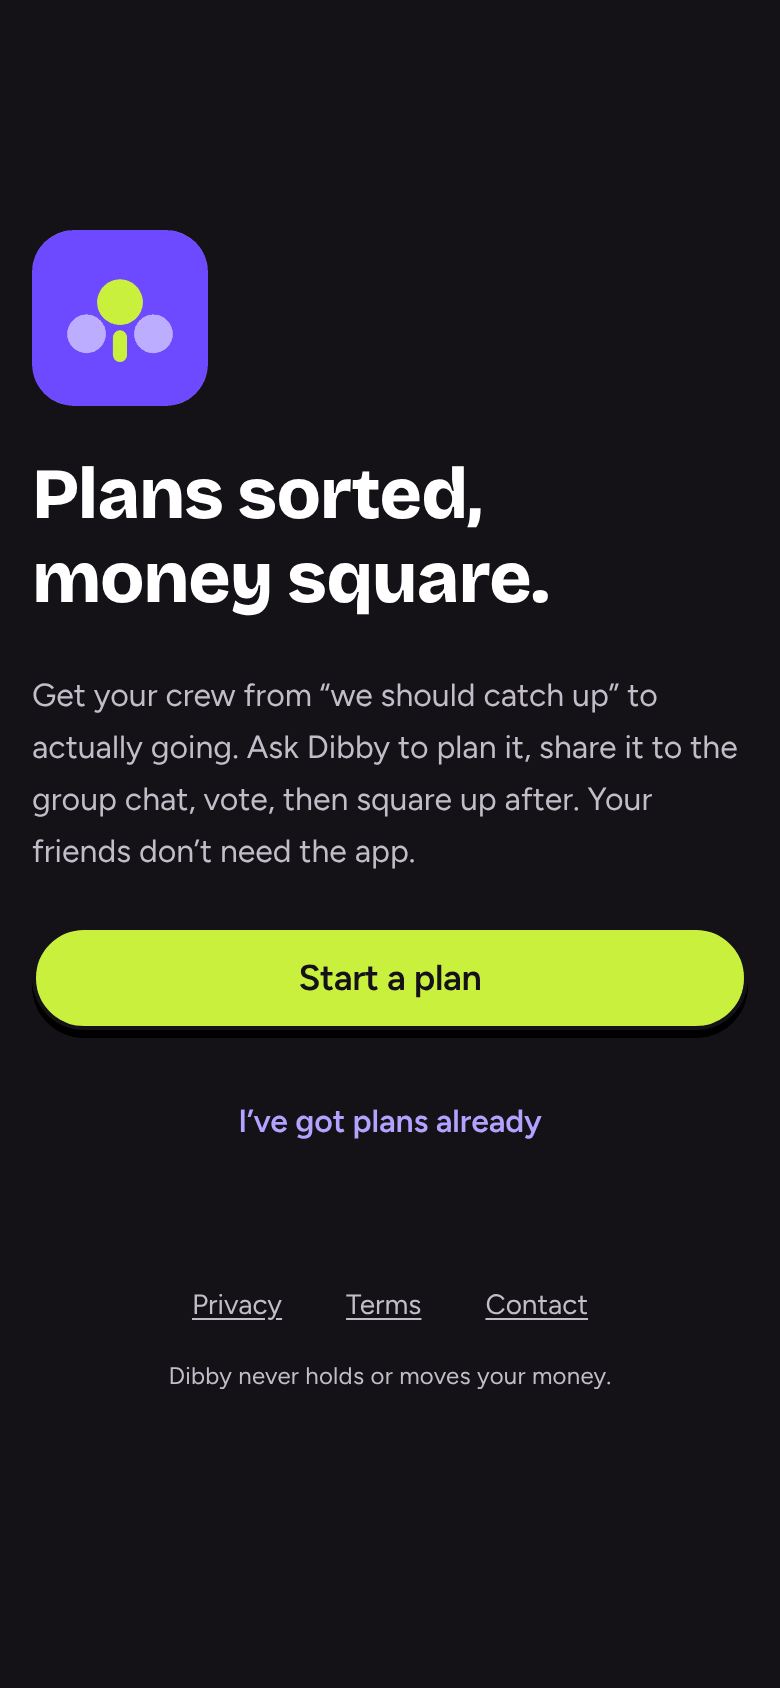 Plans sorted,
money square.
Get your crew from “we should catch up” to
actually going. Ask Dibby to plan it, share it to the
group chat, vote, then square up after. Your
friends don’t need the app.
Start a plan
I’ve got plans already
Privacy Terms Contact
Dibby never holds or moves your money.